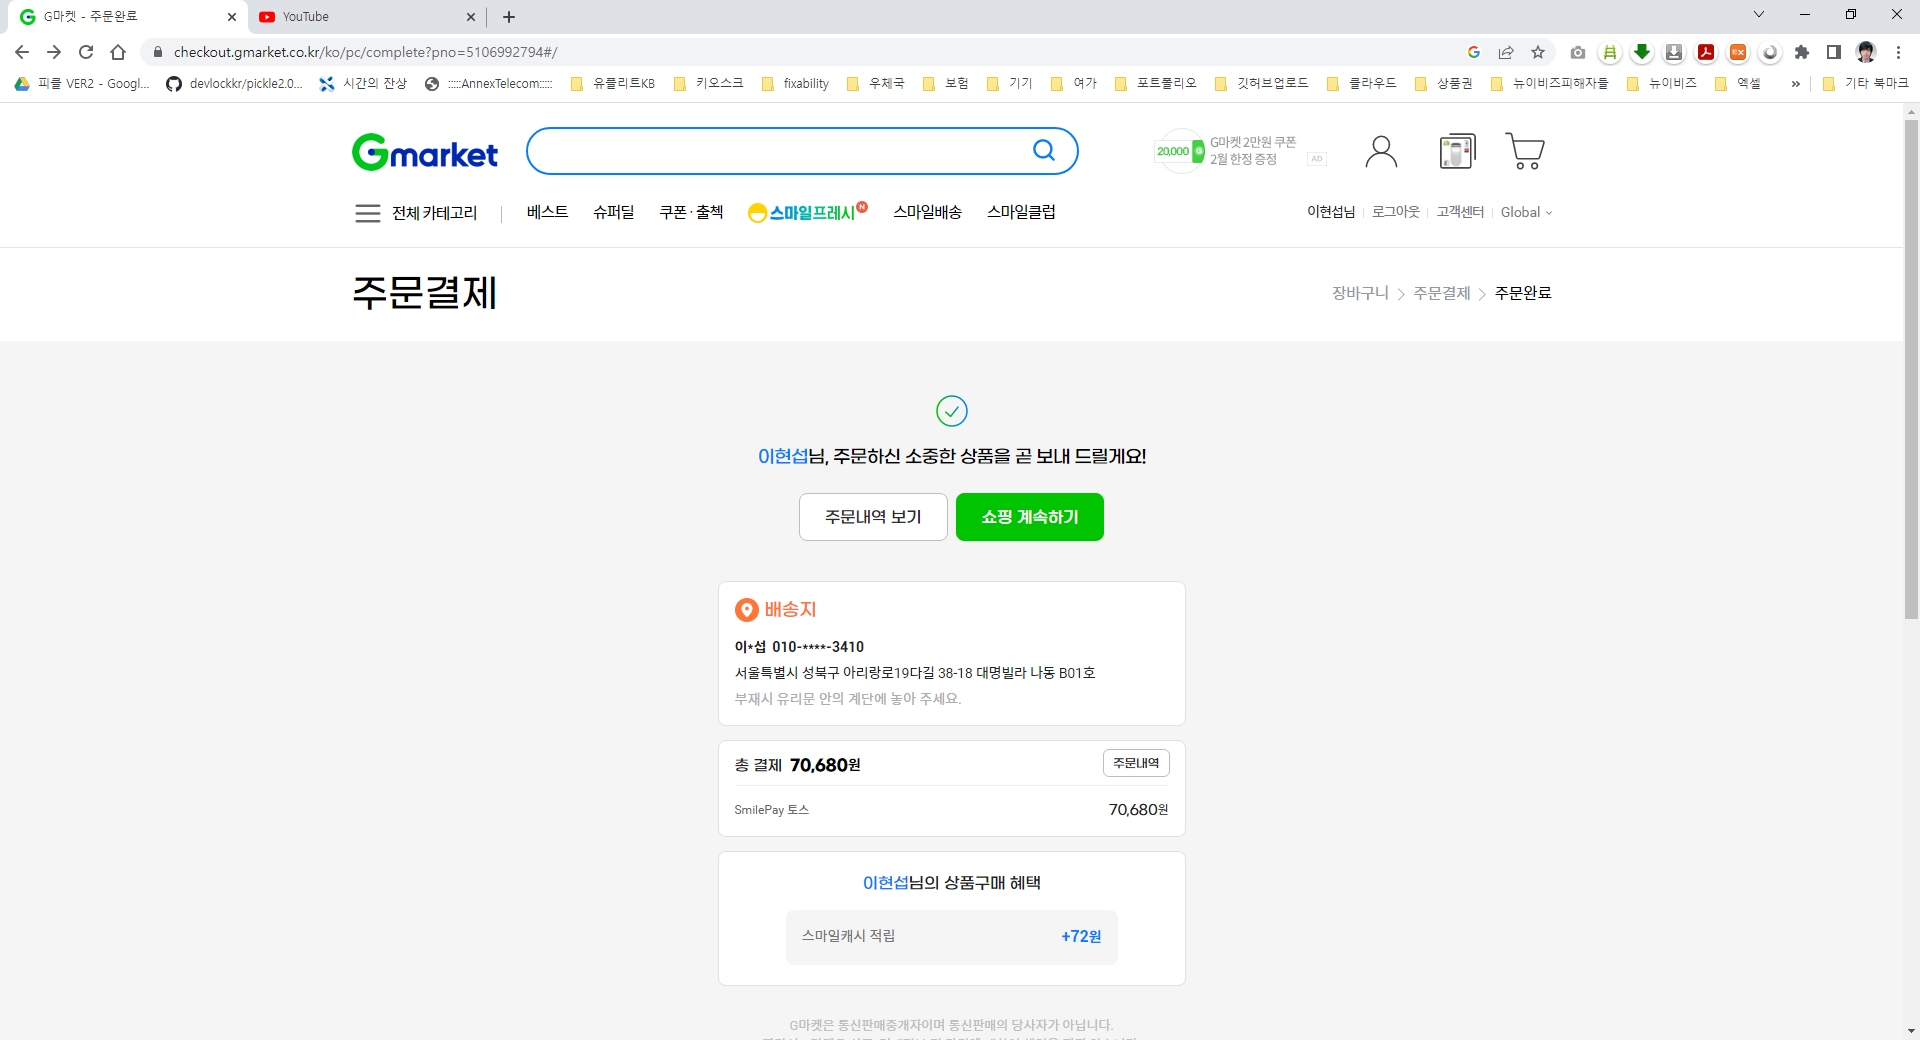 G마켓 - 주문완료
YouTube
checkout.gmarket.co.kr/ko/pc/complete?pno=5106992794#/
피클 VER2 - Googl...
devlockkr/pickle2.0...
시간의 잔상
:::::AnnexTelecom:::::
유플리트KB
키오스크
fixability
우체국
보험
기기
여가
포트폴리오
깃허브업로드
클라우드
상품권
뉴이비즈피해자들
뉴이비즈
엑셀
»
기타 북마크
Gmarket
20,000 G
G마켓 2만원 쿠폰
2월 한정 증정
AD
전체 카테고리
베스트
슈퍼딜
쿠폰·출첵
스마일프레시 N
스마일배송
스마일클럽
이현섭님
로그아웃
고객센터
Global
주문결제
장바구니 > 주문결제 > 주문완료
이현섭님, 주문하신 소중한 상품을 곧 보내 드릴게요!
주문내역 보기
쇼핑 계속하기
배송지
이*섭 010-****-3410
서울특별시 성북구 아리랑로19다길 38-18 대명빌라 나동 B01호
부재시 유리문 안의 계단에 놓아 주세요.
총 결제 70,680원
주문내역
SmilePay 토스
70,680원
이현섭님의 상품구매 혜택
스마일캐시 적립
+72원
G마켓은 통신판매중개자이며 통신판매의 당사자가 아닙니다.